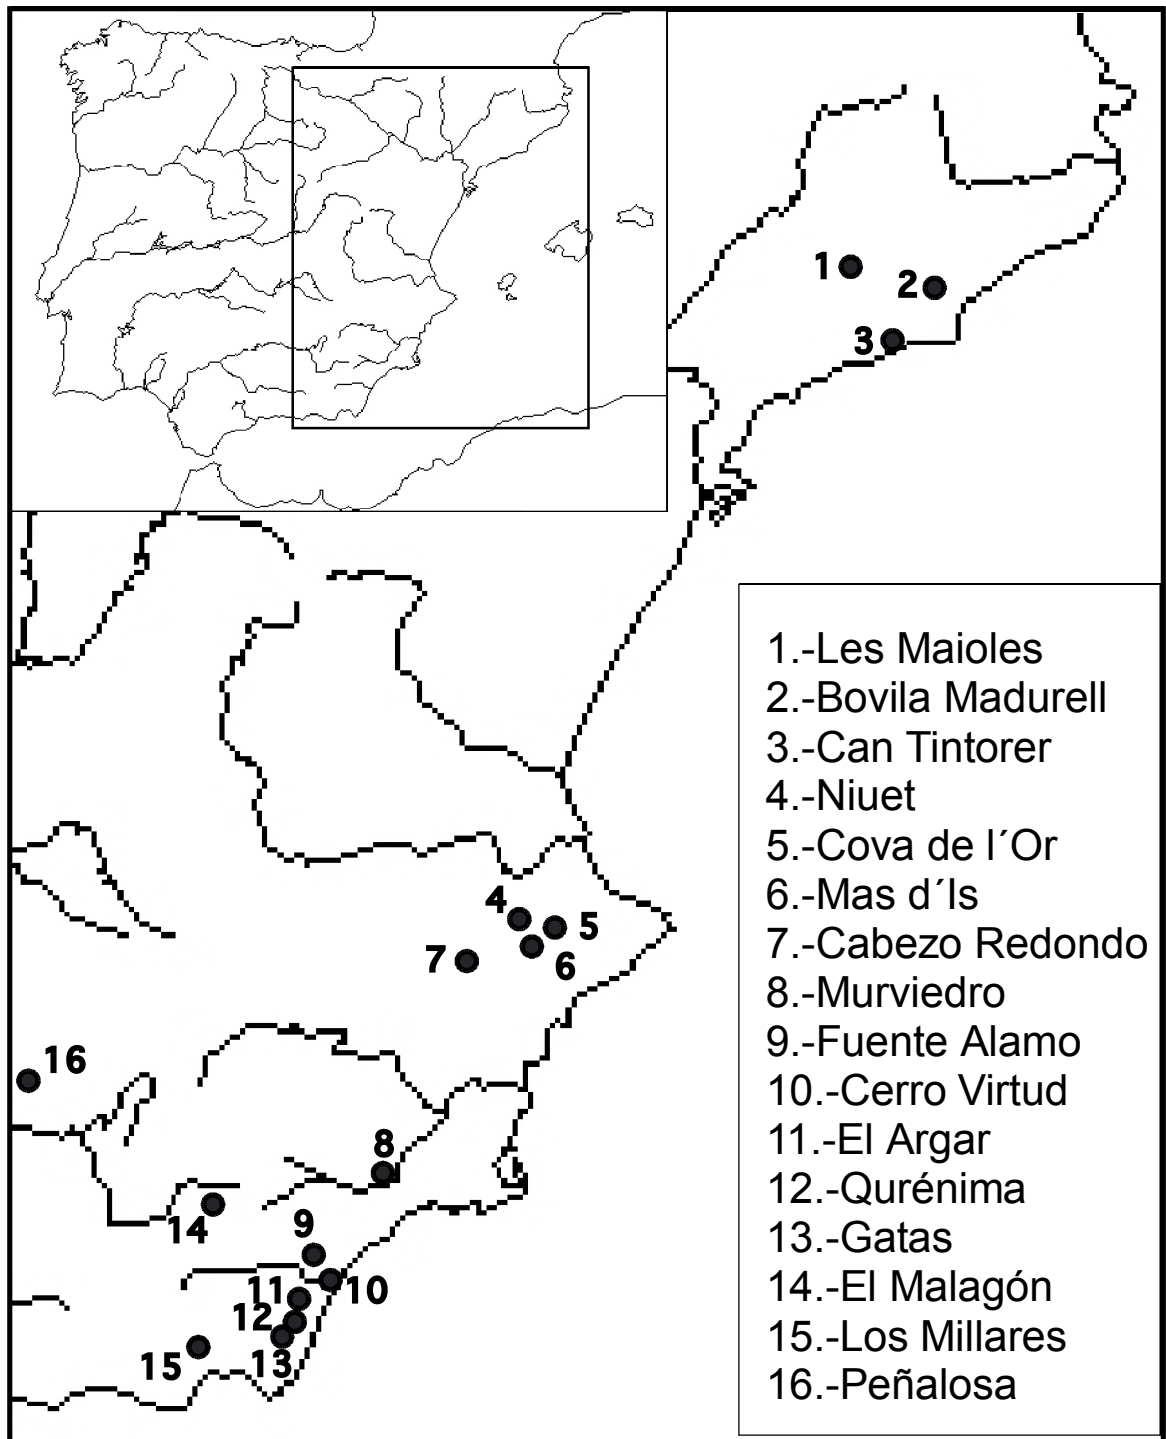 1
2
3
1.-Les Maioles
2.-Bovila Madurell
3.-Can Tintorer
4.-Niuet
5.-Cova de l´Or
6.-Mas d´Is
7.-Cabezo Redondo
8.-Murviedro
9.-Fuente Alamo
10.-Cerro Virtud
11.-El Argar
12.-Qurénima
13.-Gatas
14.-El Malagón
15.-Los Millares
16.-Peñalosa
4
5
6
7
16
8
14
9
10
11
12
13
15